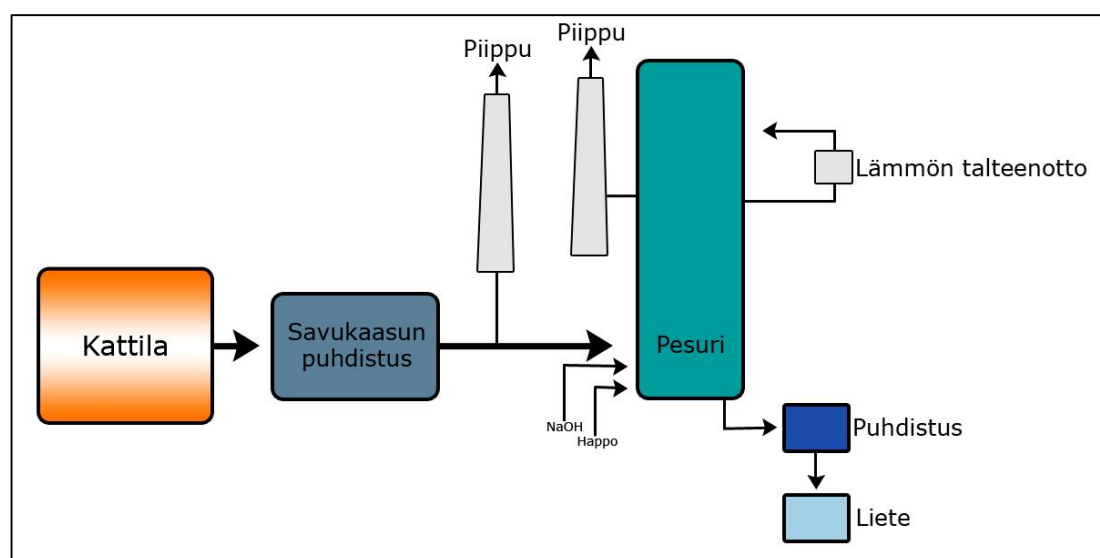 Piippu
Piippu
Lämmön talteenotto
Kattila
Savukaasun
puhdistus
Pesuri
NaOH
Happo
Puhdistus
Liete